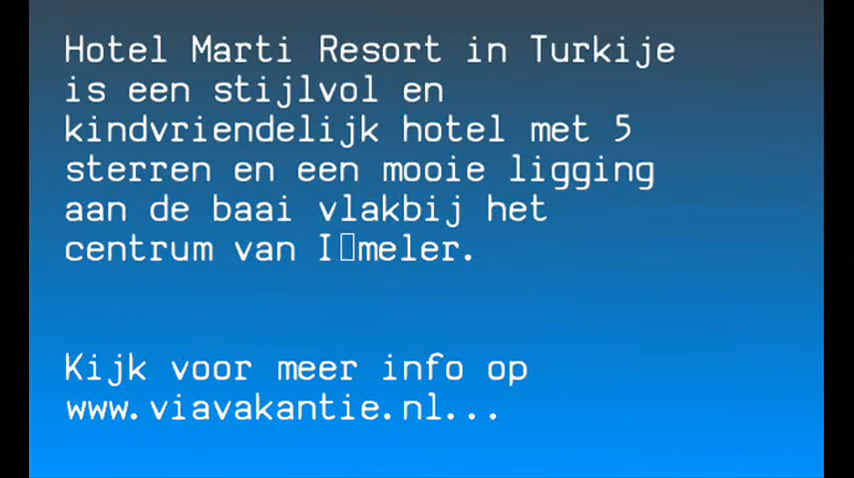 Hotel Marti Resort in Turkije
is een stijlvol en
kindvriendelijk hotel met 5
sterren en een mooie ligging
aan de baai vlakbij het
centrum van I▯meler.
Kijk voor meer info op
www.viavakantie.nl...